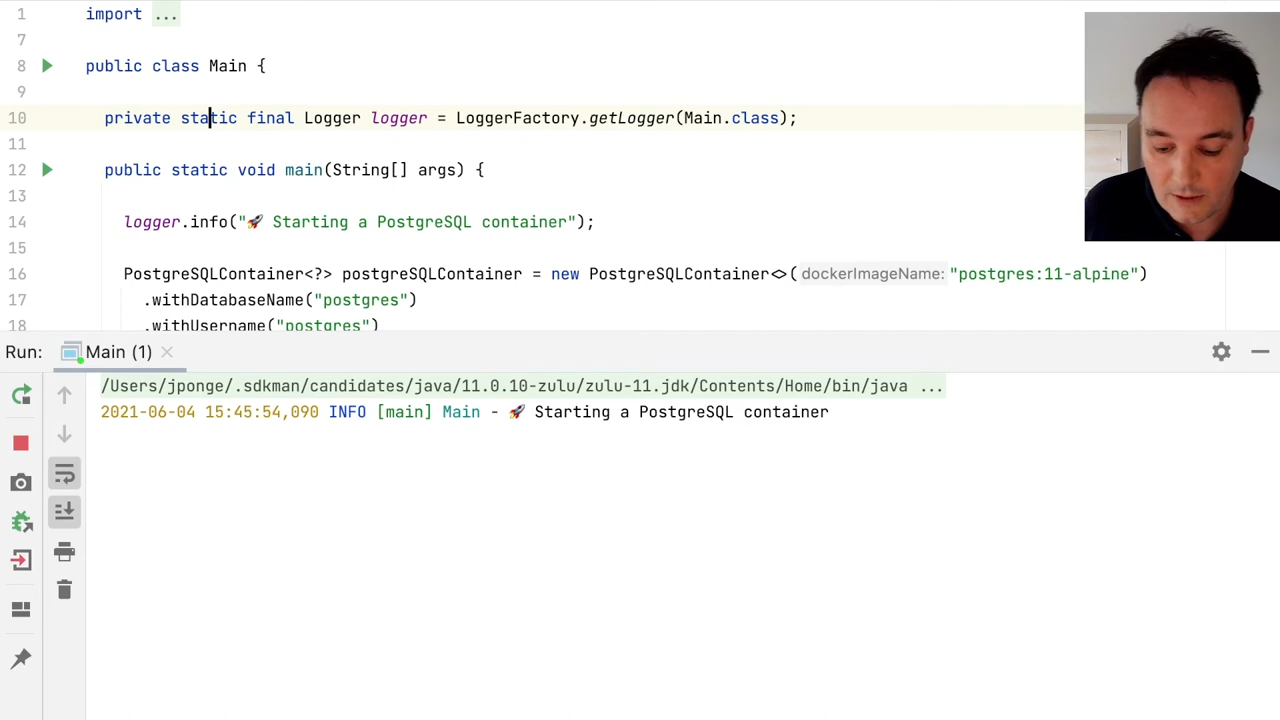 1 import ...
7
8 public class Main {
9
10 private static final Logger logger = LoggerFactory.getLogger(Main.class);
11
12 public static void main(String[] args) {
13
14 logger.info("🚀 Starting a PostgreSQL container");
15
16 PostgreSQLContainer<?> postgreSQLContainer = new PostgreSQLContainer<>( dockerImageName: "postgres:11-alpine")
17 .withDatabaseName("postgres")
18 .withUsername("postgres")
Run: Main (1)
/Users/jponge/.sdkman/candidates/java/11.0.10-zulu/zulu-11.jdk/Contents/Home/bin/java ...
2021-06-04 15:45:54,090 INFO [main] Main - 🚀 Starting a PostgreSQL container